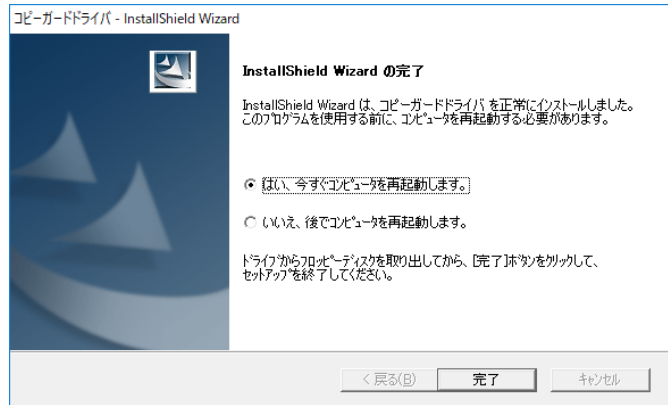 コピーガードドライバ - InstallShield Wizard
InstallShield Wizard の完了
InstallShield Wizard は、コピーガードドライバ を正常にインストールしました。
このプログラムを使用する前に、コンピュータを再起動する必要があります。
はい、今すぐコンピュータを再起動します。
いいえ、後でコンピュータを再起動します。
ドライブからフロッピーディスクを取り出してから、[完了]ボタンをクリックして、
セットアップを終了してください。
< 戻る(B)
完了
キャンセル